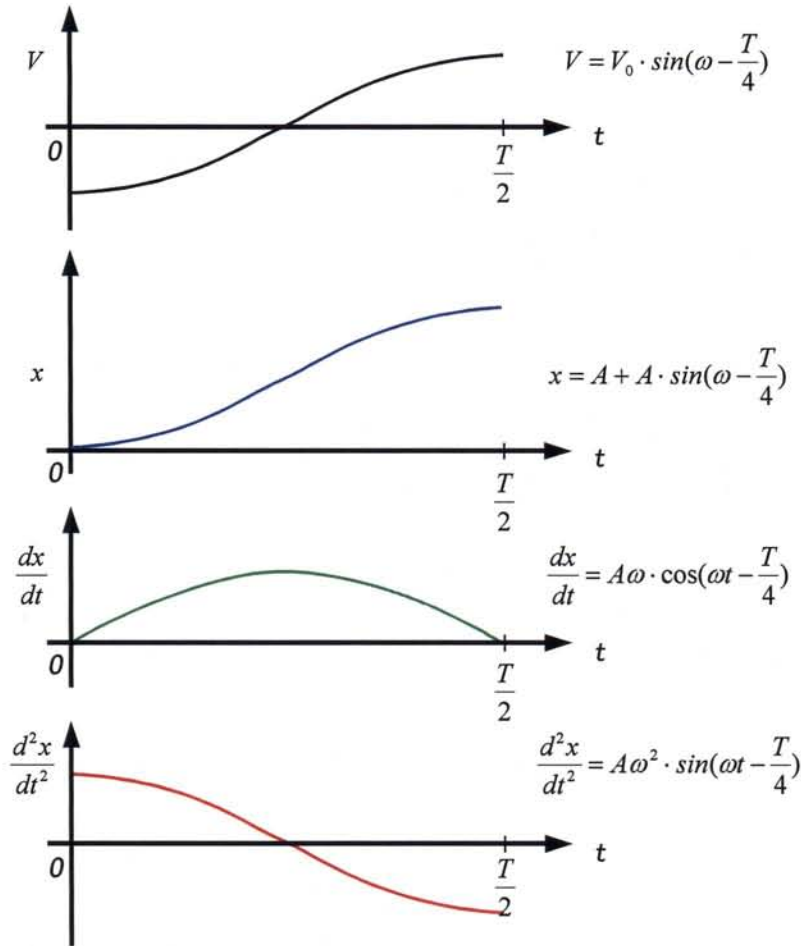 V
V = V₀ · sin(ω − T/4)
0
T/2
t
x
x = A + A · sin(ω − T/4)
0
T/2
t
dx/dt
dx/dt = Aω · cos(ωt − T/4)
0
T/2
t
d²x/dt²
d²x/dt² = Aω² · sin(ωt − T/4)
0
T/2
t